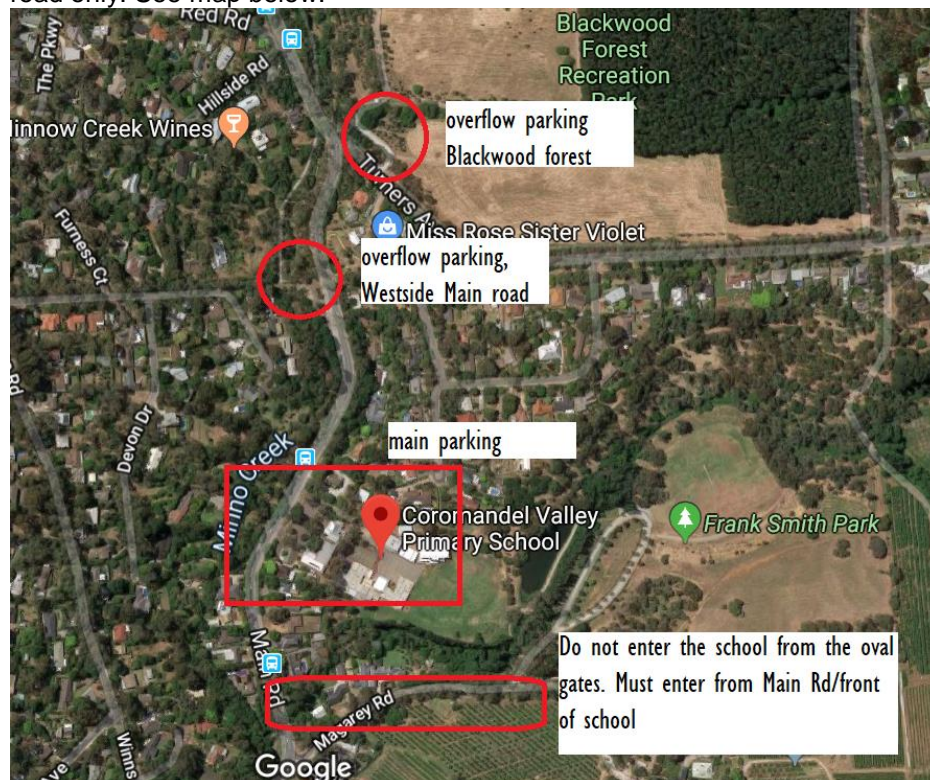 road only. See map below.
Red Rd
The Pkwy
Hillside Rd
Blackwood
Forest
Recreation
Park
linnow Creek Wines
overflow parking
Blackwood forest
Turners A
Miss Rose Sister Violet
Furness Ct
overflow parking,
Westside Main road
Devon Dr
main parking
Minno Creek
Coromandel Valley
Primary School
Frank Smith Park
Main Rd
Do not enter the school from the oval
gates. Must enter from Main Rd/front
of school
Magarey Rd
Winns
Google